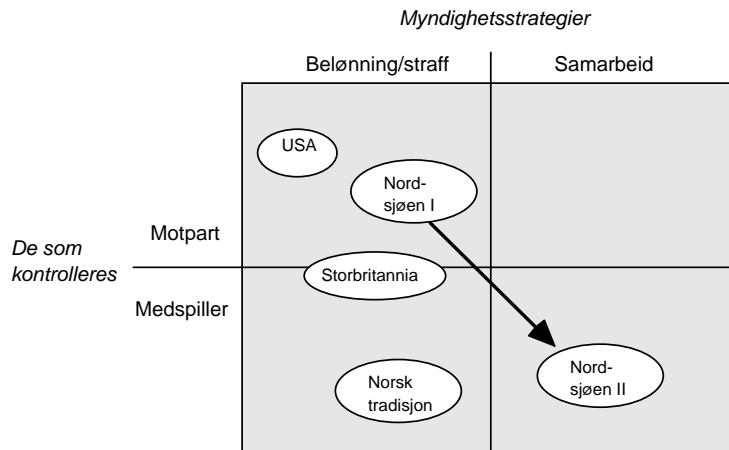 Myndighetsstrategier
Belønning/straff
Samarbeid
USA
Nord-
sjøen I
De som
kontrolleres
Motpart
Storbritannia
Medspiller
Norsk
tradisjon
Nord-
sjøen II